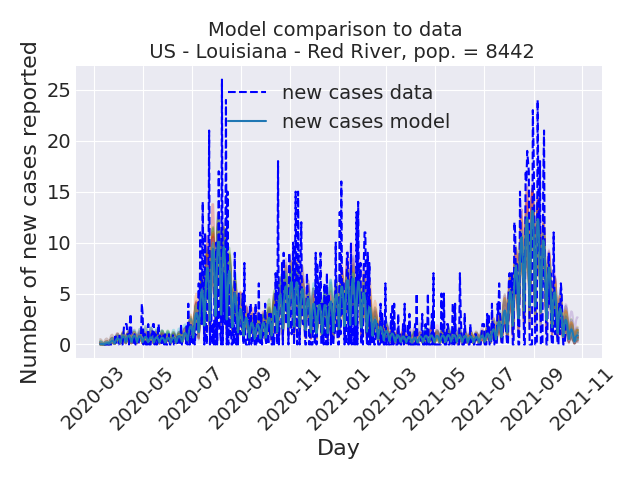 Model comparison to data
US - Louisiana - Red River, pop. = 8442
Number of new cases reported
25
20
15
10
5
0
new cases data
new cases model
2020-03
2020-05
2020-07
2020-09
2020-11
2021-01
2021-03
2021-05
2021-07
2021-09
2021-11
Day